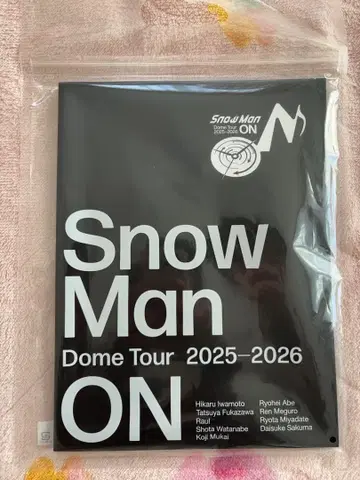 Snow Man
Dome Tour
2025-2026
ON
Snow
Man
Dome Tour 2025–2026
ON
Hikaru Iwamoto
Tatsuya Fukazawa
Raul
Shota Watanabe
Koji Mukai
Ryohei Abe
Ren Meguro
Ryota Miyadate
Daisuke Sakuma